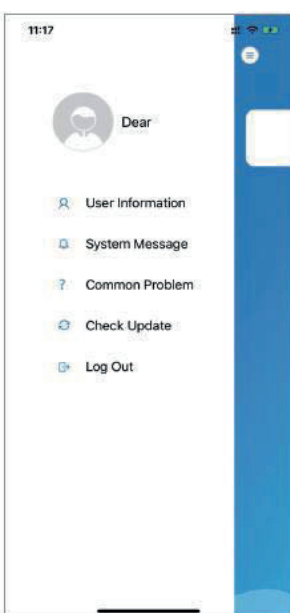 11:17
Dear
User Information
System Message
? Common Problem
Check Update
Log Out